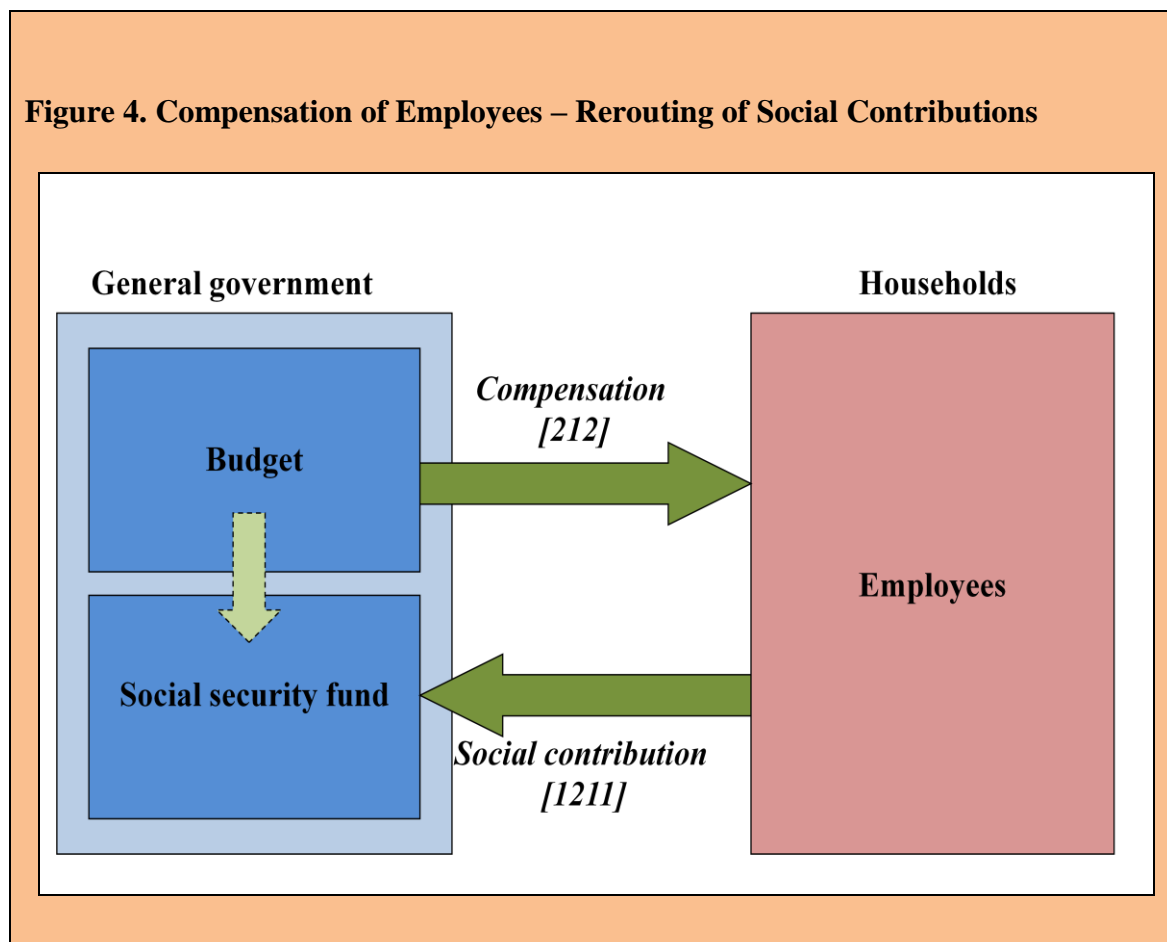 Figure 4. Compensation of Employees – Rerouting of Social Contributions
General government
Households
Compensation
[212]
Budget
Employees
Social security fund
Social contribution
[1211]